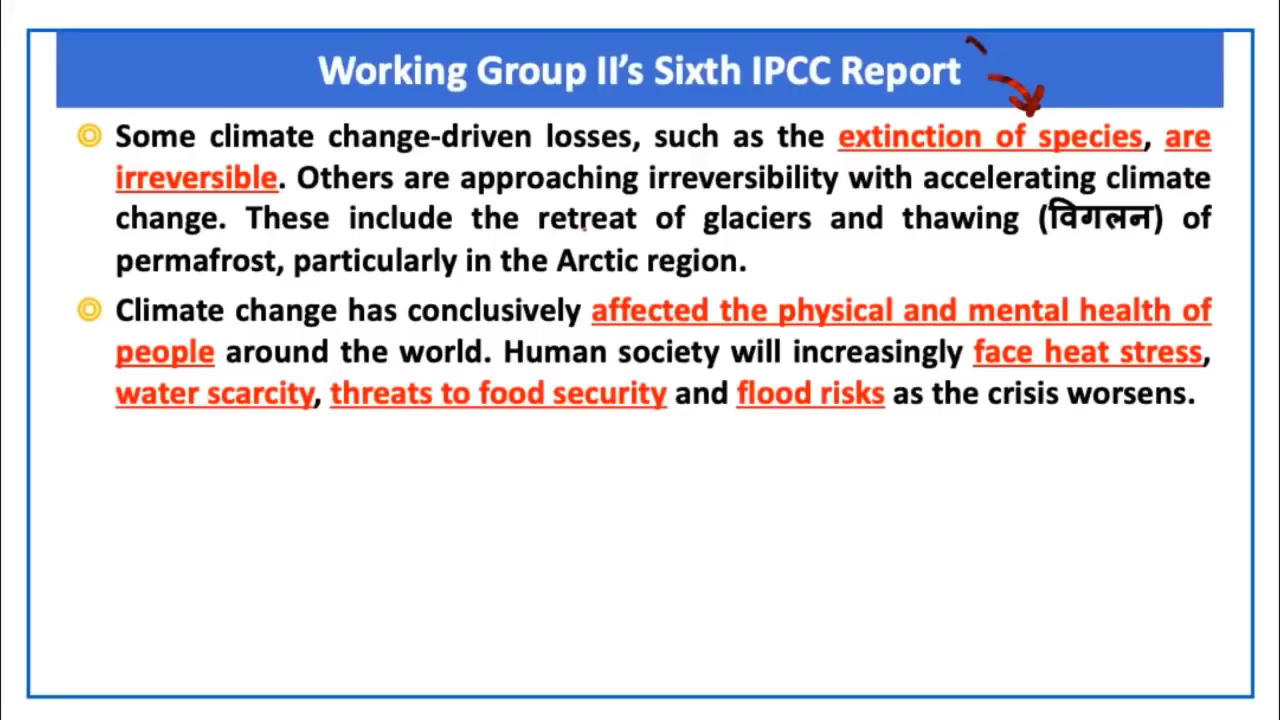 Working Group II's Sixth IPCC Report
Some climate change-driven losses, such as the extinction of species, are
irreversible. Others are approaching irreversibility with accelerating climate
change. These include the retreat of glaciers and thawing (विगलन) of
permafrost, particularly in the Arctic region.
Climate change has conclusively affected the physical and mental health of
people around the world. Human society will increasingly face heat stress,
water scarcity, threats to food security and flood risks as the crisis worsens.